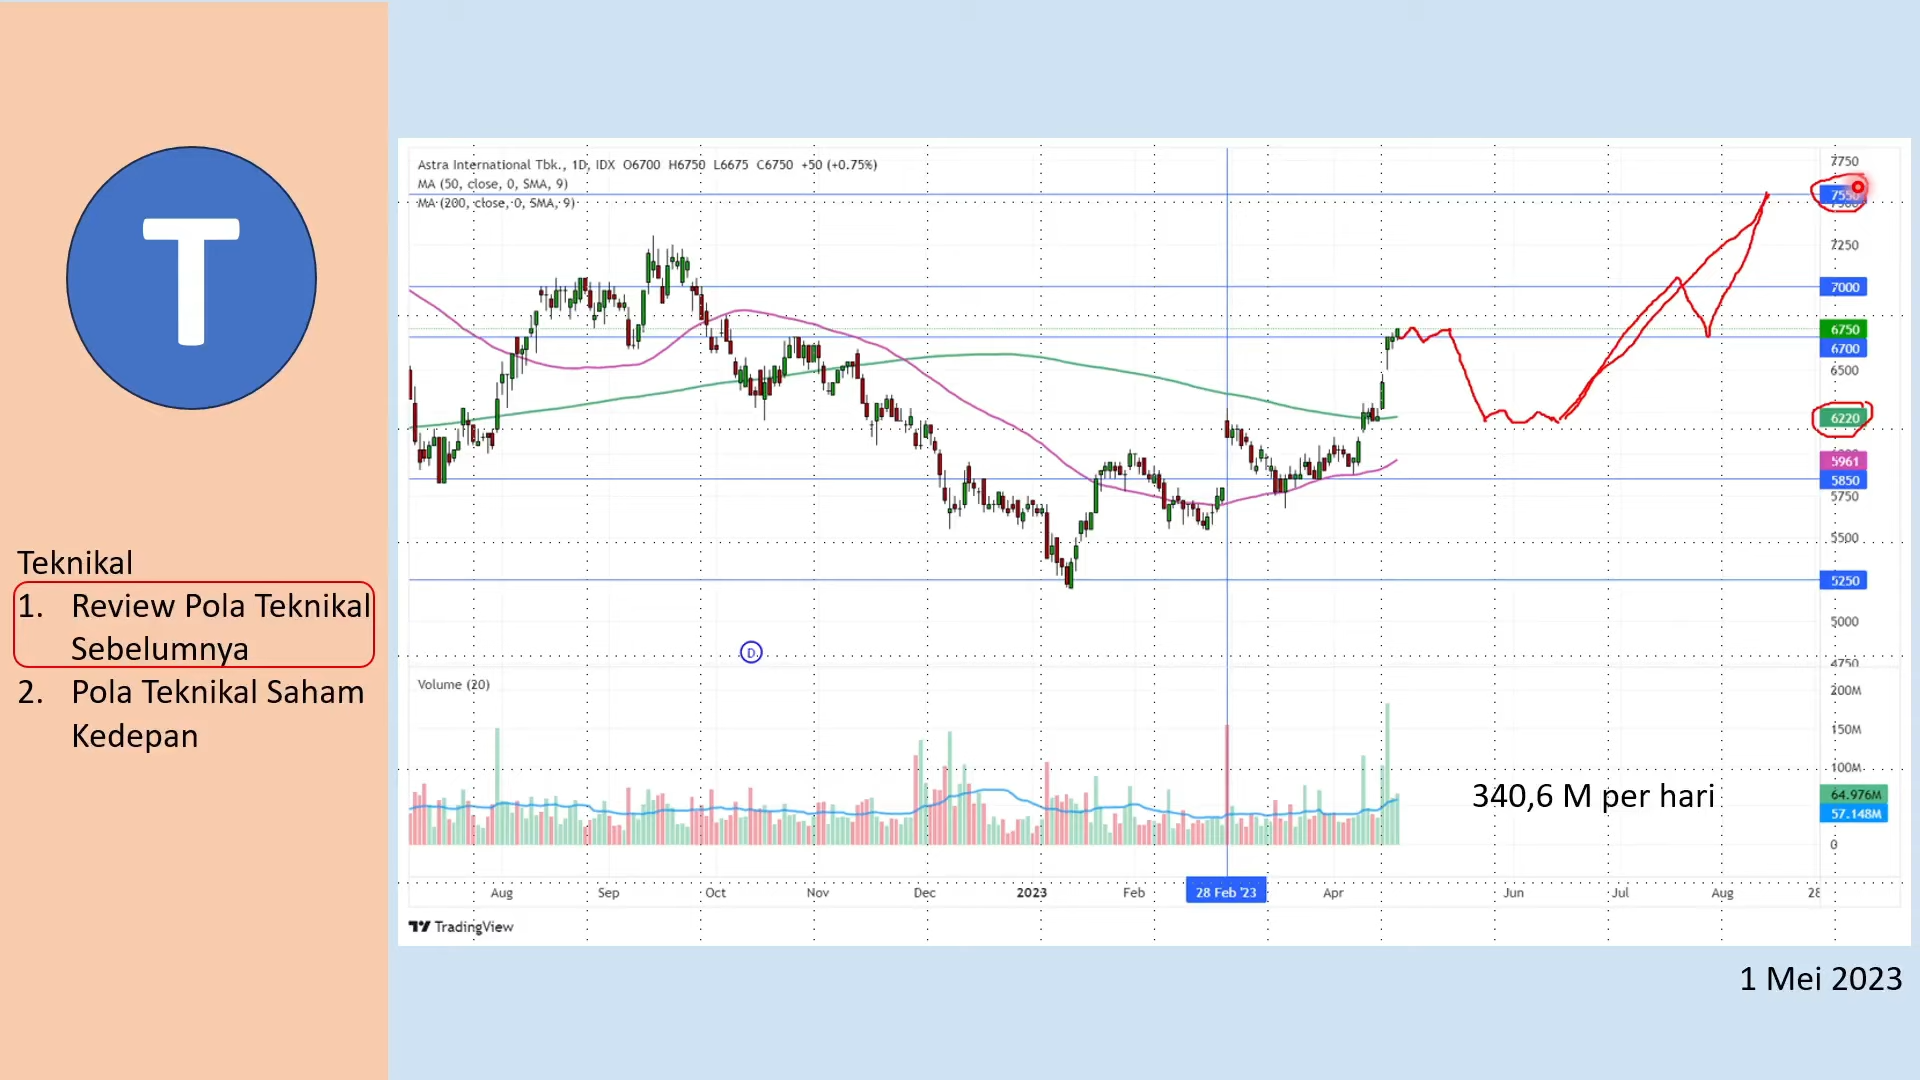 T
Teknikal
1. Review Pola Teknikal
Sebelumnya
2. Pola Teknikal Saham
Kedepan
Astra International Tbk., 1D, IDX O6700 H6750 L6675 C6750 +50 (+0.75%)
MA (50, close, 0, SMA, 9)
MA (200, close, 0, SMA, 9)
7750
7500
7250
7000
6750
6700
6500
6220
5961
5850
5750
5500
5250
5000
4750
D
Volume (20)
200M
150M
100M
64.976M
57.148M
0
340,6 M per hari
Aug Sep Oct Nov Dec 2023 Feb 28 Feb '23 Apr Jun Jul Aug 28
TradingView
1 Mei 2023